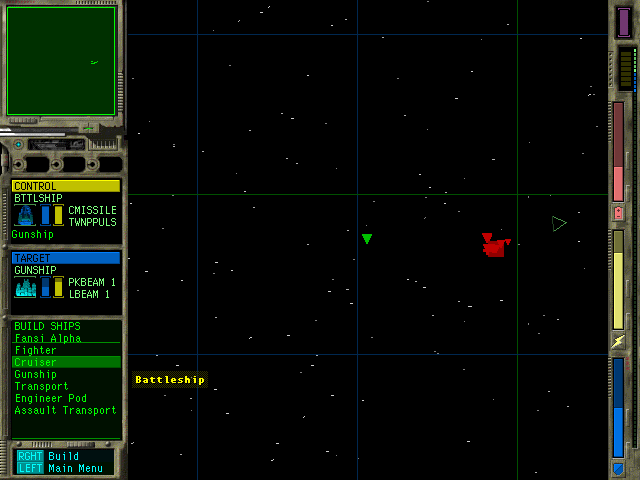 CONTROL
BTTLSHIP
CMISSILE
TWNPPULS
Gunship
TARGET
GUNSHIP
PKBEAM 1
LBEAM 1
BUILD SHIPS
Fansi Alpha
Fighter
Cruiser
Gunship
Transport
Engineer Pod
Assault Transport
Battleship
RGHT Build
LEFT Main Menu